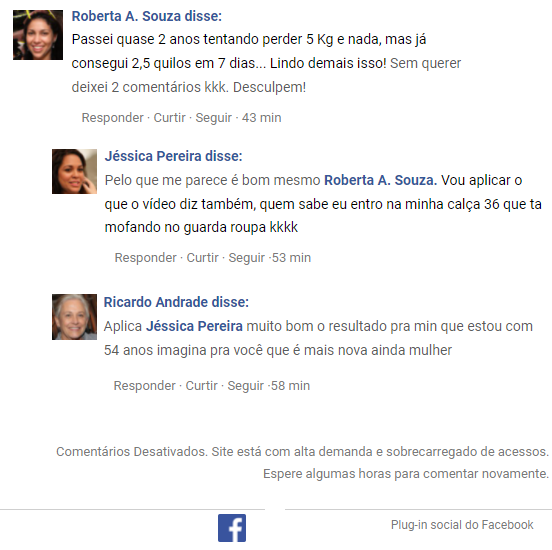 Roberta A. Souza disse:
Passei quase 2 anos tentando perder 5 Kg e nada, mas já
consegui 2,5 quilos em 7 dias... Lindo demais isso! Sem querer
deixei 2 comentários kkk. Desculpem!
Responder · Curtir · Seguir · 43 min
Jéssica Pereira disse:
Pelo que me parece é bom mesmo Roberta A. Souza. Vou aplicar o
que o vídeo diz também, quem sabe eu entro na minha calça 36 que ta
mofando no guarda roupa kkkk
Responder · Curtir · Seguir ·53 min
Ricardo Andrade disse:
Aplica Jéssica Pereira muito bom o resultado pra min que estou com
54 anos imagina pra você que é mais nova ainda mulher
Responder · Curtir · Seguir ·58 min
Comentários Desativados. Site está com alta demanda e sobrecarregado de acessos.
Espere algumas horas para comentar novamente.
Plug-in social do Facebook